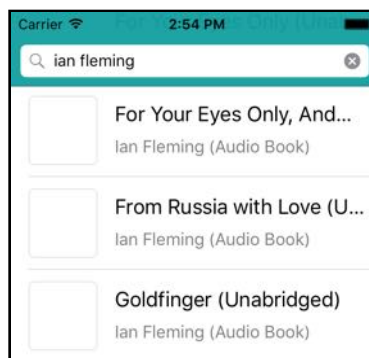 Carrier 2:54 PM
ian fleming
For Your Eyes Only, And...
Ian Fleming (Audio Book)
From Russia with Love (U...
Ian Fleming (Audio Book)
Goldfinger (Unabridged)
Ian Fleming (Audio Book)